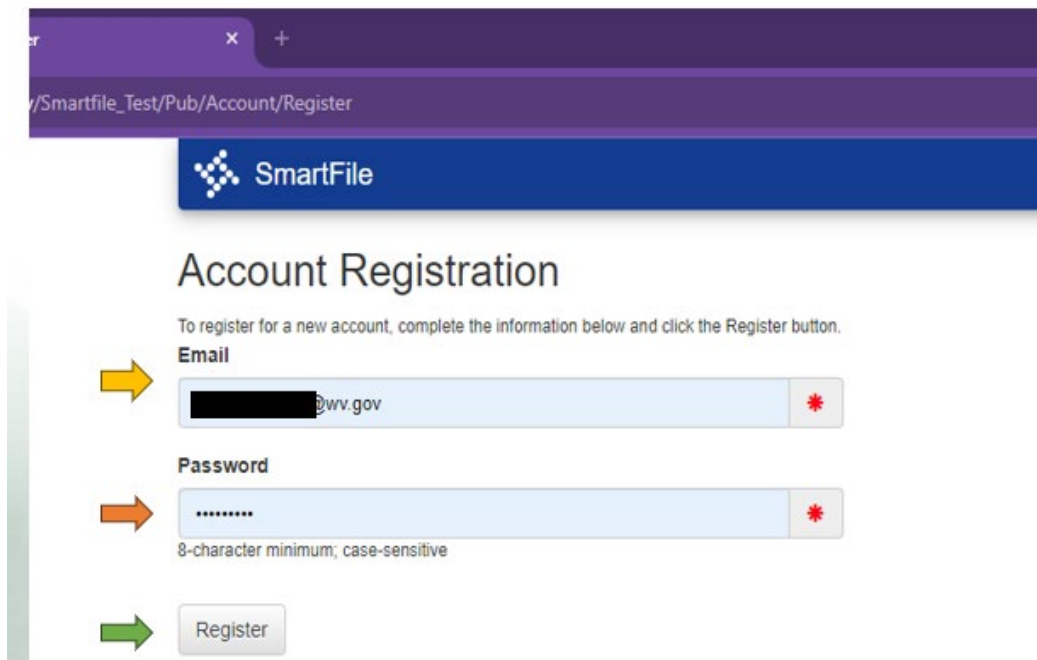 er × +
/Smartfile_Test/Pub/Account/Register
SmartFile
Account Registration
To register for a new account, complete the information below and click the Register button.
Email
@wv.gov
Password
•••••••••
8-character minimum; case-sensitive
Register